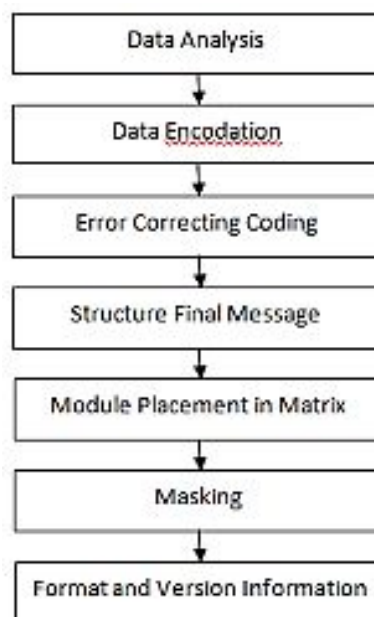 Data Analysis
Data Encodation
Error Correcting Coding
Structure Final Message
Module Placement in Matrix
Masking
Format and Version Information